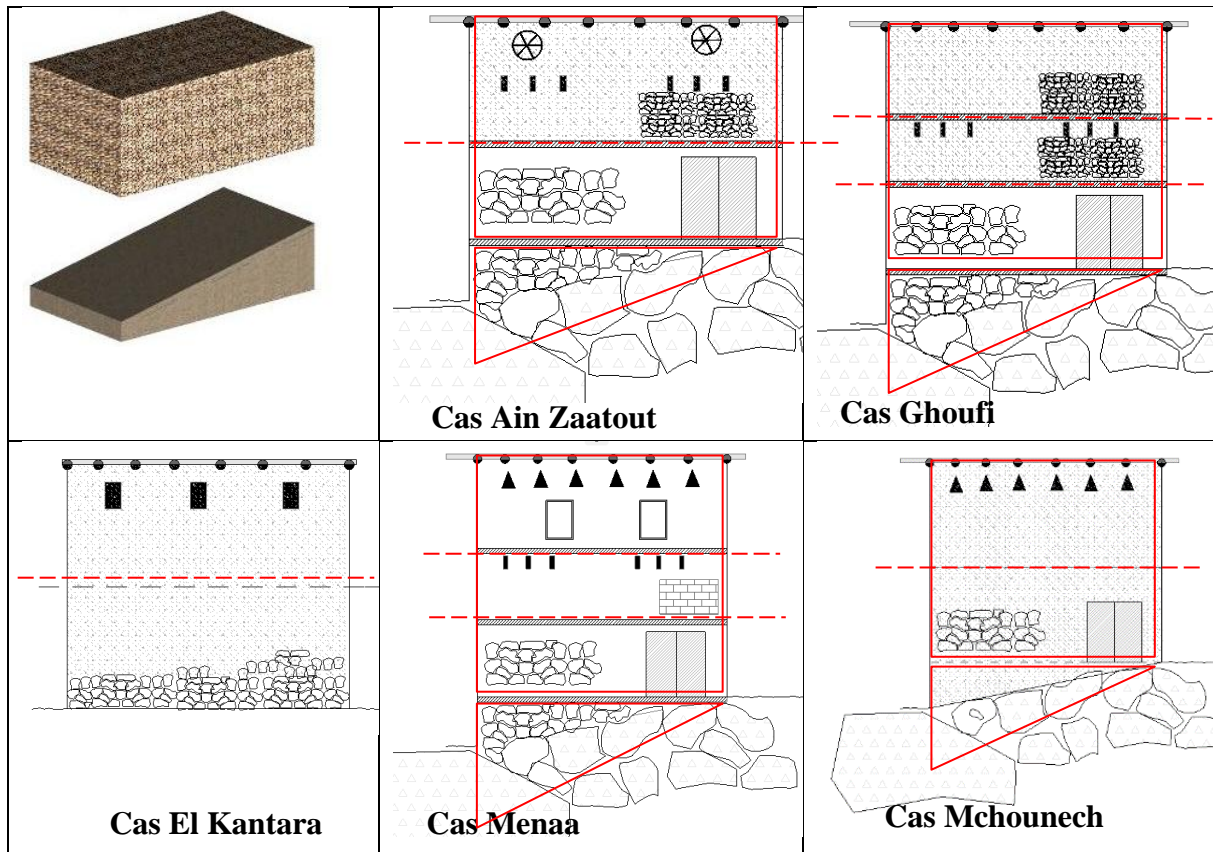 Cas Ain Zaatout
Cas Ghoufi
Cas El Kantara
Cas Menaa
Cas Mchounech